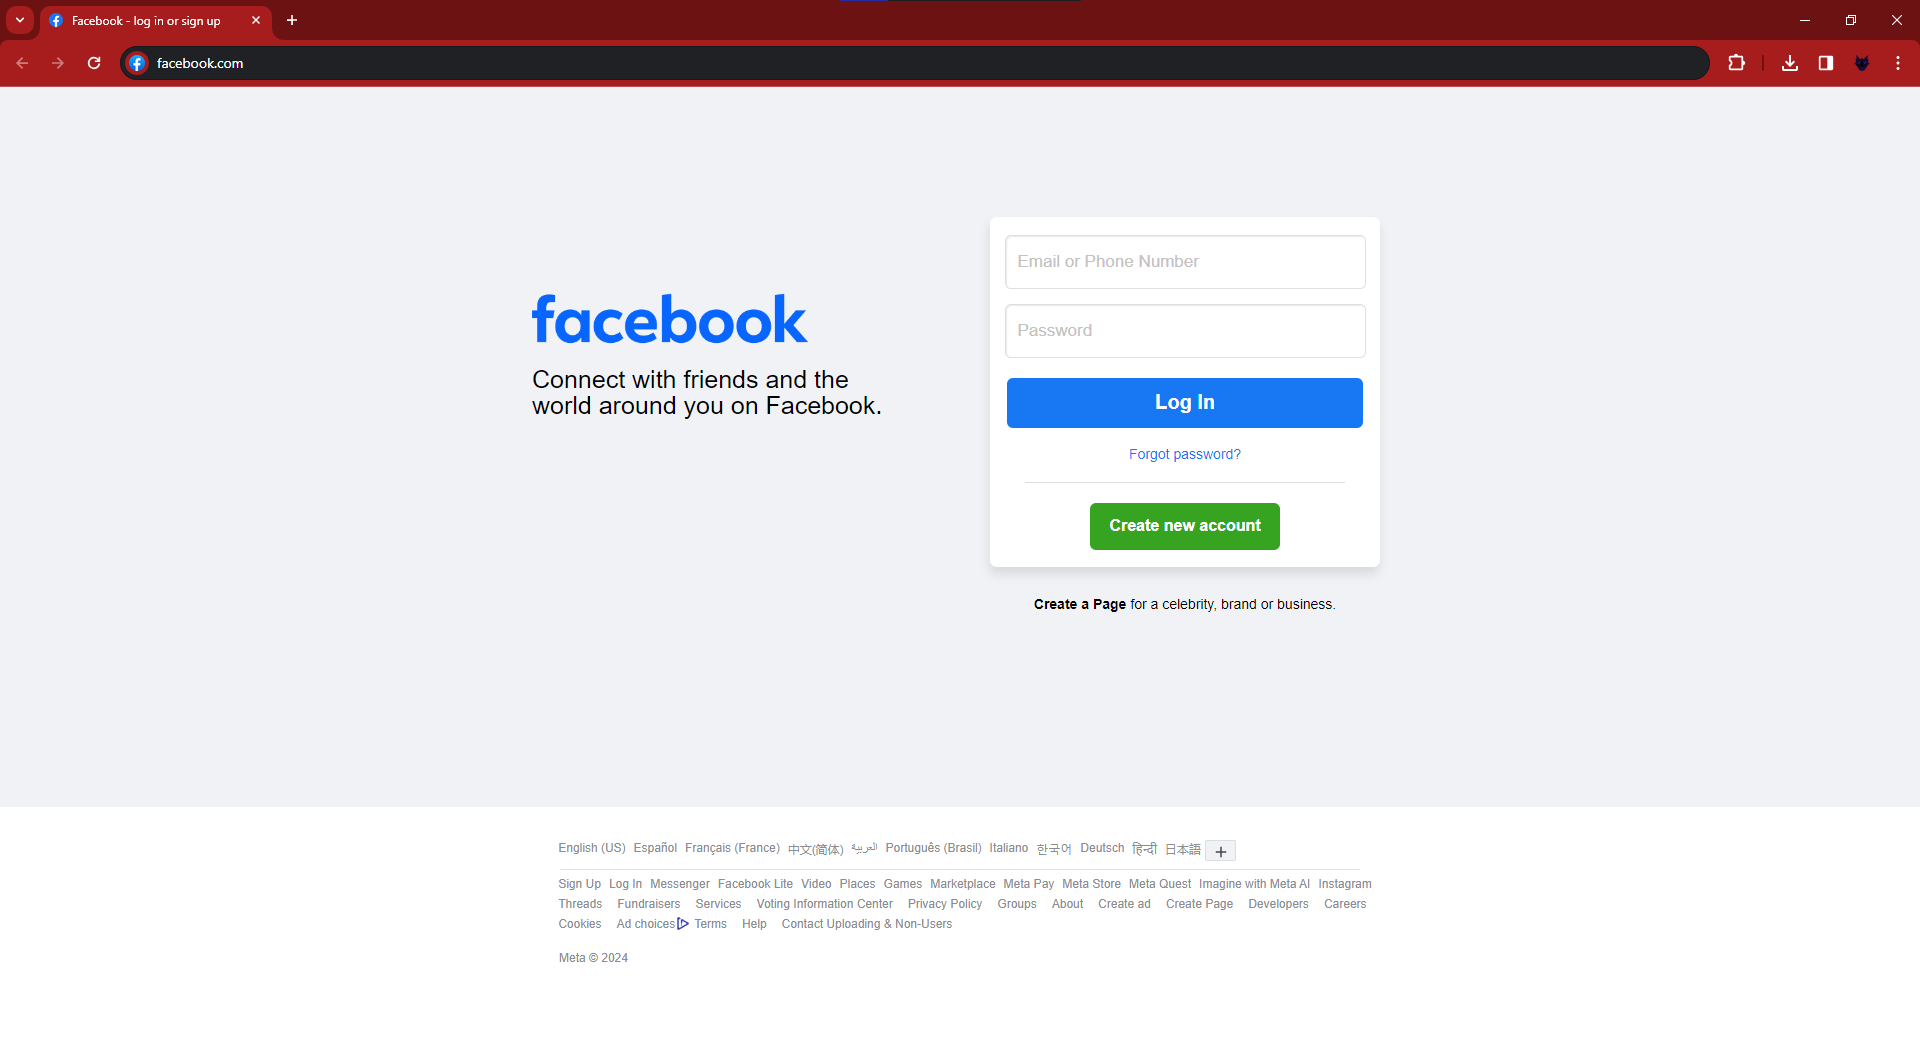 Facebook - log in or sign up
facebook.com
facebook
Connect with friends and the
world around you on Facebook.
Email or Phone Number
Password
Log In
Forgot password?
Create new account
Create a Page for a celebrity, brand or business.
English (US) Español Français (France) 中文(简体) العربية Português (Brasil) Italiano 한국어 Deutsch हिन्दी 日本語
Sign Up Log In Messenger Facebook Lite Video Places Games Marketplace Meta Pay Meta Store Meta Quest Imagine with Meta AI Instagram
Threads Fundraisers Services Voting Information Center Privacy Policy Groups About Create ad Create Page Developers Careers
Cookies Ad choices Terms Help Contact Uploading & Non-Users
Meta © 2024